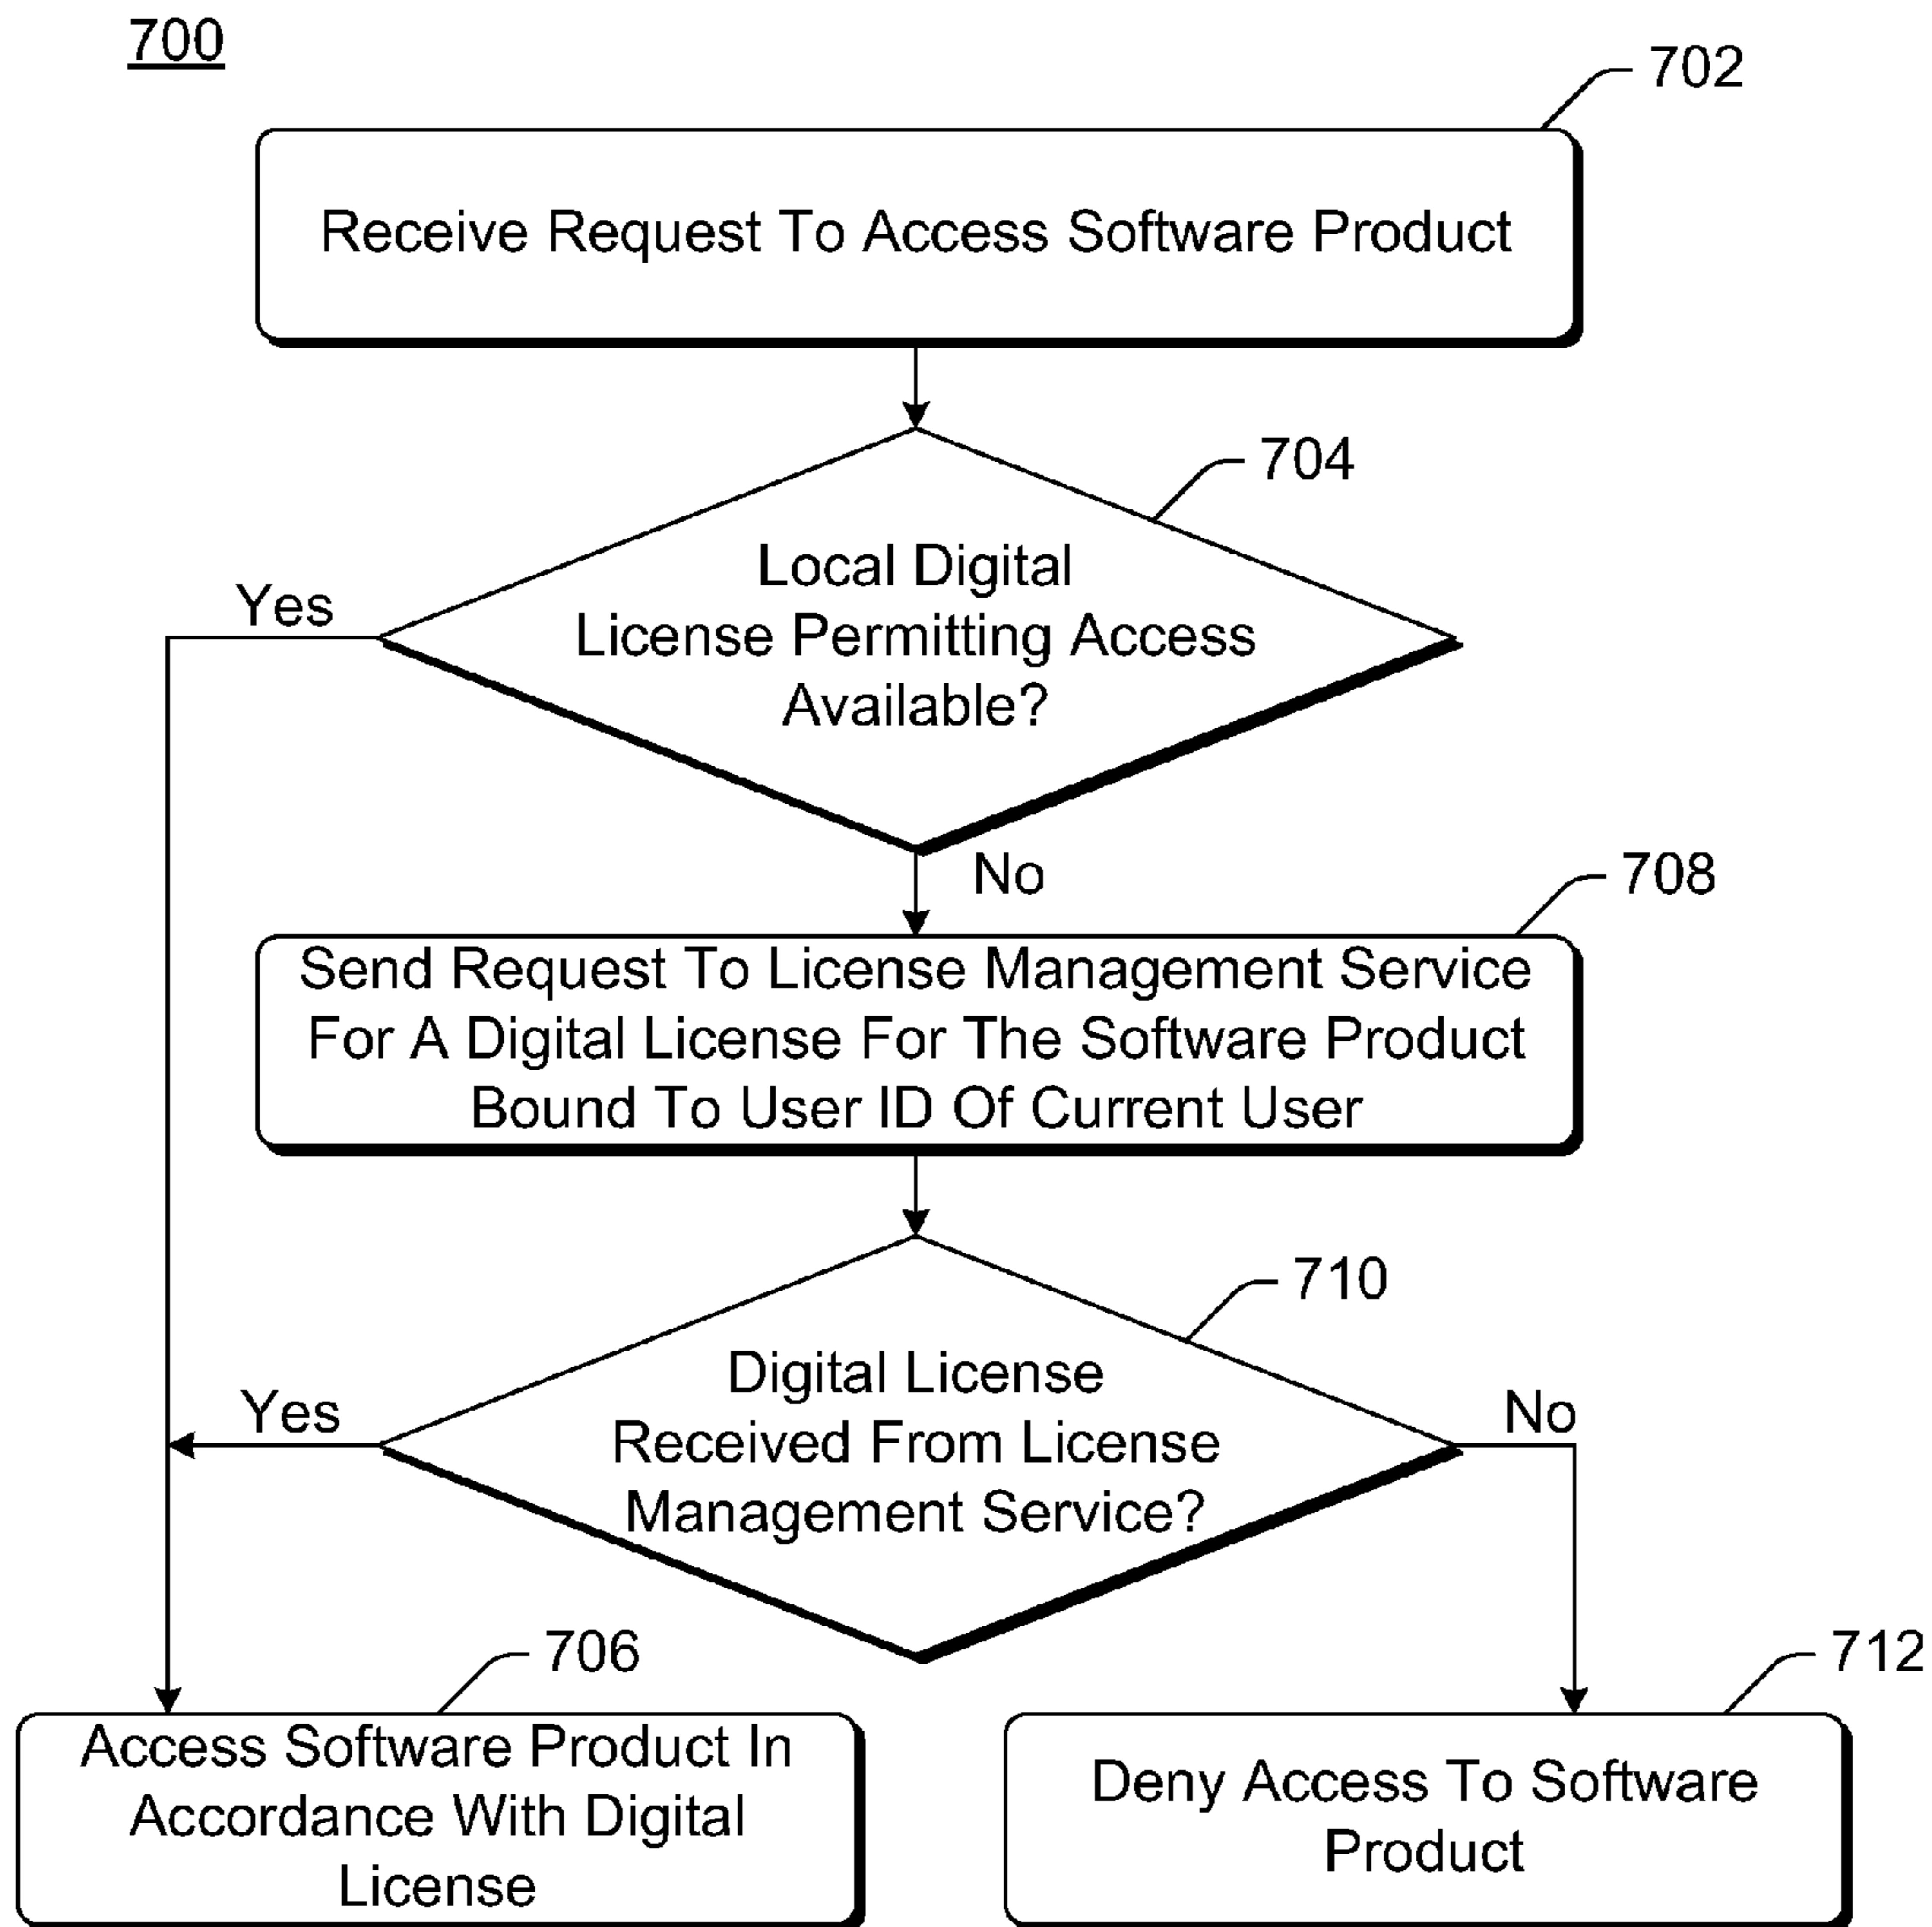 700
702
Receive Request To Access Software Product
704
Local Digital
License Permitting Access
Available?
Yes
No
708
Send Request To License Management Service
For A Digital License For The Software Product
Bound To User ID Of Current User
710
Digital License
Received From License
Management Service?
Yes
No
706
Access Software Product In
Accordance With Digital
License
712
Deny Access To Software
Product